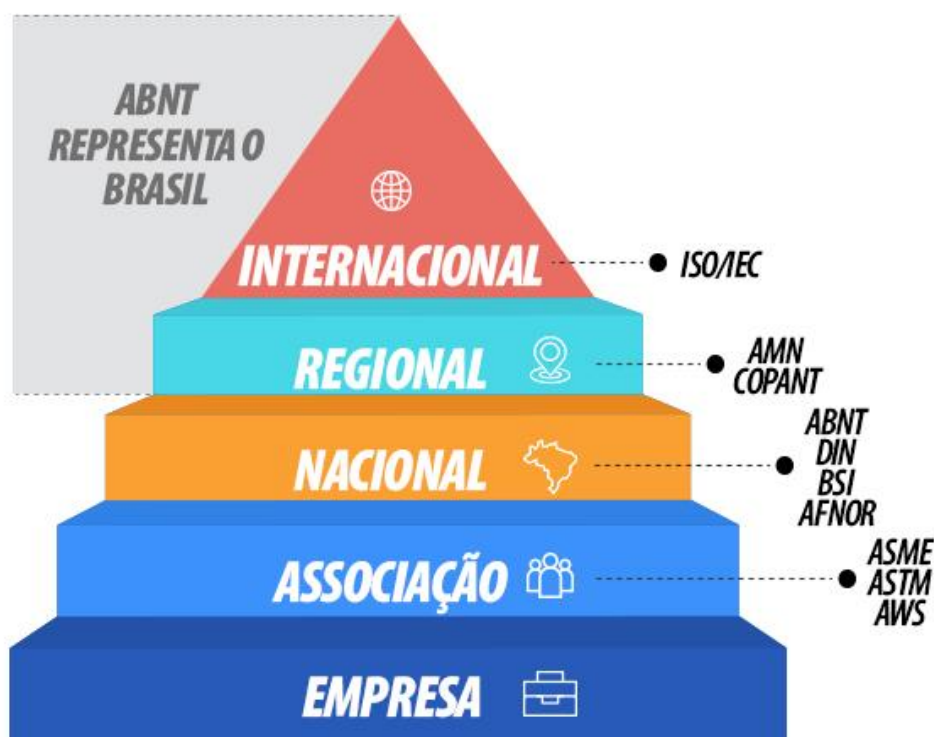 ABNT
REPRESENTA O
BRASIL
INTERNACIONAL
ISO/IEC
REGIONAL
AMN
COPANT
NACIONAL
ABNT
DIN
BSI
AFNOR
ASSOCIAÇÃO
ASME
ASTM
AWS
EMPRESA